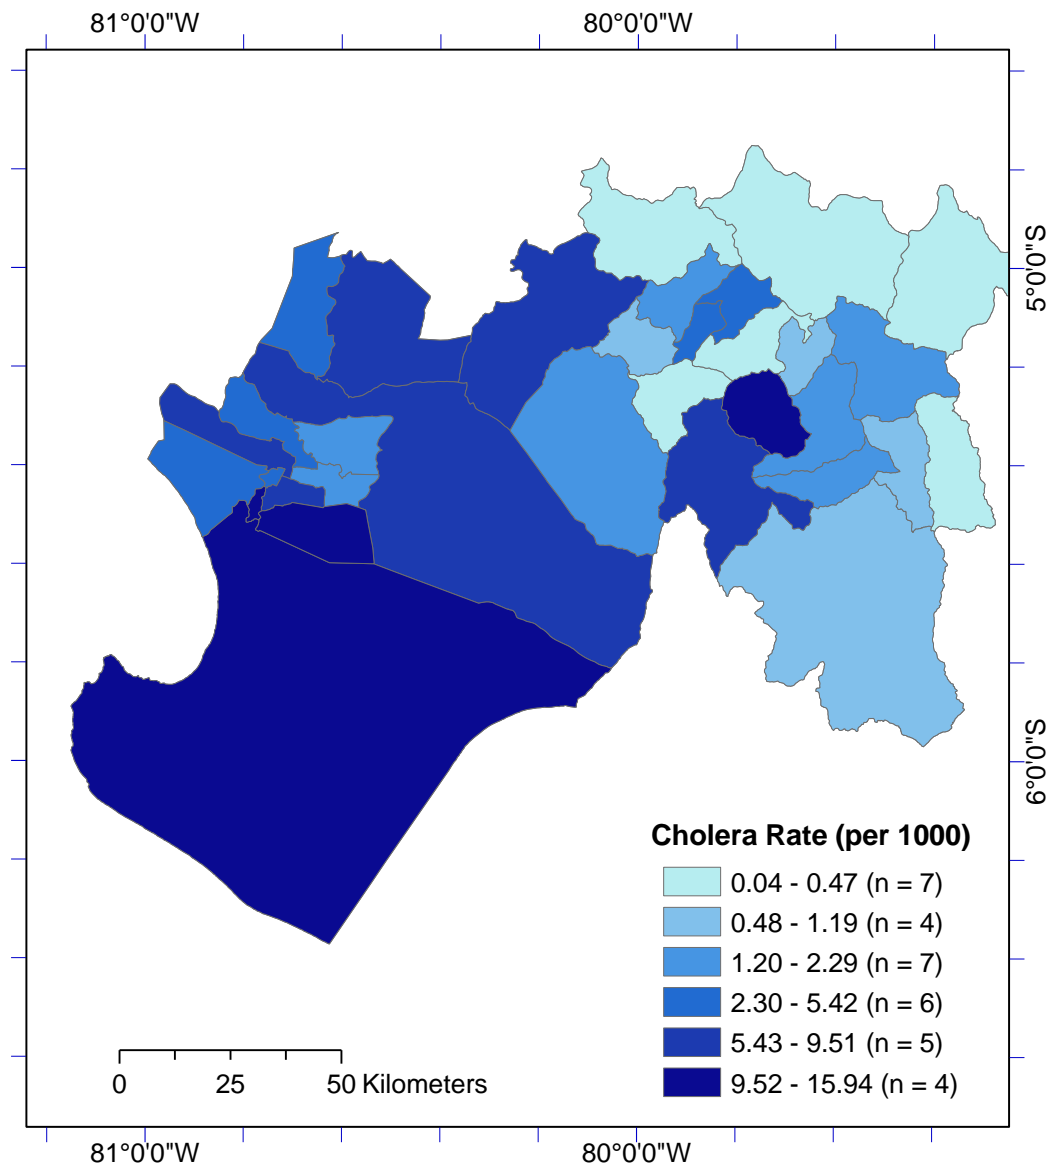 81°0'0"W 80°0'0"W
5°0'0"S
6°0'0"S
Cholera Rate (per 1000)
0.04 - 0.47 (n = 7)
0.48 - 1.19 (n = 4)
1.20 - 2.29 (n = 7)
2.30 - 5.42 (n = 6)
5.43 - 9.51 (n = 5)
9.52 - 15.94 (n = 4)
0 25 50 Kilometers
81°0'0"W 80°0'0"W